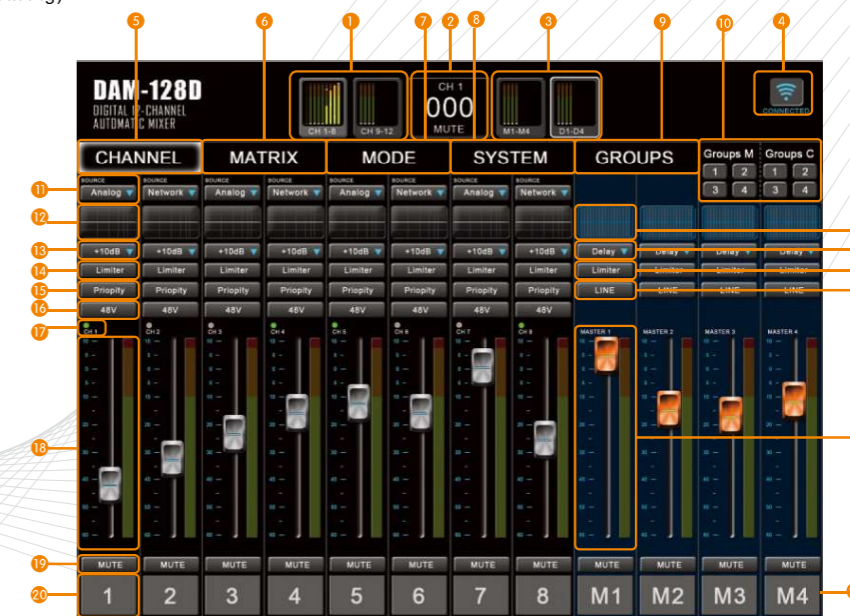 5 6 1 7 2 8 3 9 10 4
DAM-128D
DIGITAL 12-CHANNEL
AUTOMATIC MIXER
CH 1-8 CH 9-12
CH 1
000
MUTE
M1-M4 D1-D4
CONNECTED
CHANNEL MATRIX MODE SYSTEM GROUPS
Groups M Groups C
1 2 1 2
3 4 3 4
SOURCE SOURCE SOURCE SOURCE SOURCE SOURCE SOURCE SOURCE
11 Analog Network Analog Network Analog Network Analog Network
12
13 +10dB +10dB +10dB +10dB +10dB +10dB +10dB +10dB Delay Delay Delay Delay
14 Limiter Limiter Limiter Limiter Limiter Limiter Limiter Limiter Limiter Limiter Limiter Limiter
15 Priopity Priopity Priopity Priopity Priopity Priopity Priopity Priopity LINE LINE LINE LINE
16 48V 48V 48V 48V 48V 48V 48V 48V
17 CH 1 CH 2 CH 3 CH 4 CH 5 CH 6 CH 7 CH 8 MASTER 1 MASTER 2 MASTER 3 MASTER 4
18
19 MUTE MUTE MUTE MUTE MUTE MUTE MUTE MUTE MUTE MUTE MUTE MUTE
20 1 2 3 4 5 6 7 8 M1 M2 M3 M4